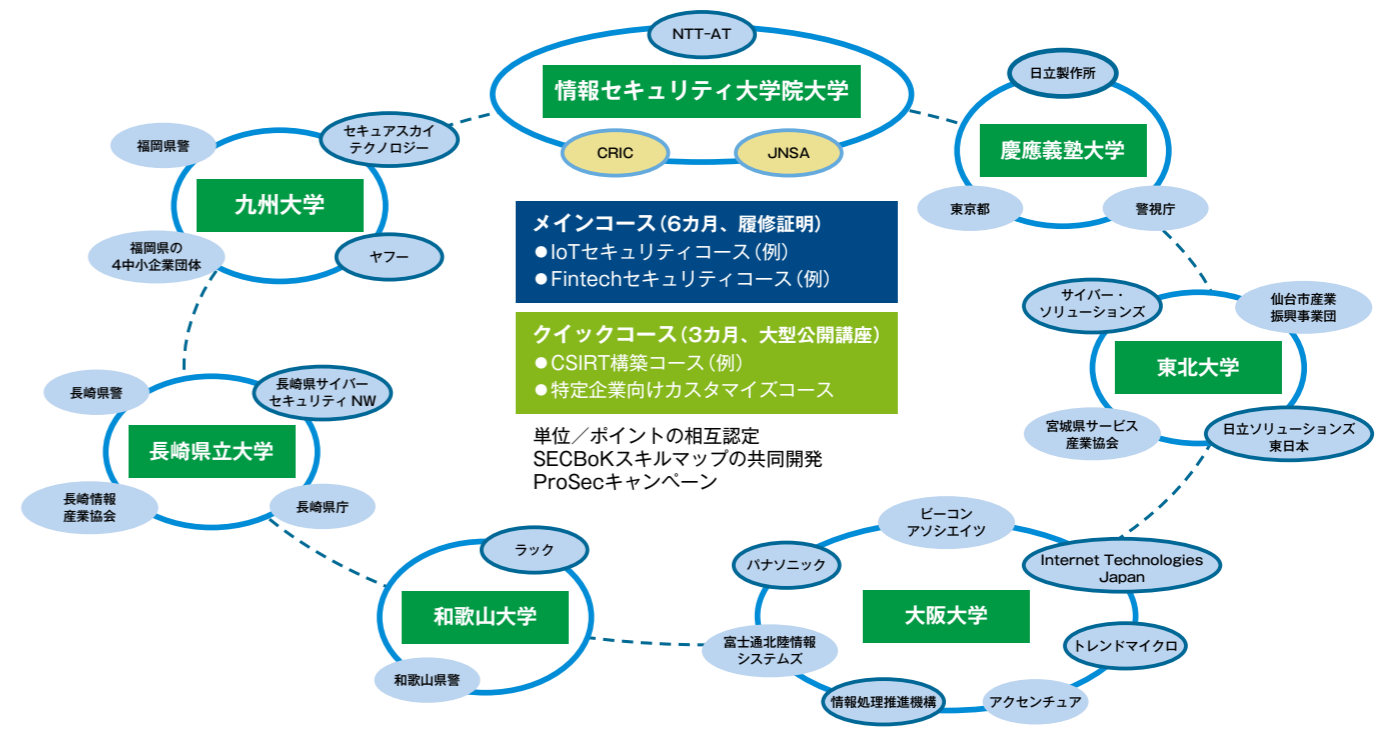 NTT-AT
情報セキュリティ大学院大学
CRIC
JNSA
日立製作所
慶應義塾大学
東京都
警視庁
福岡県警
セキュアスカイ
テクノロジー
九州大学
福岡県の
4中小企業団体
ヤフー
メインコース(6カ月、履修証明)
●IoTセキュリティコース(例)
●Fintechセキュリティコース(例)
クイックコース(3カ月、大型公開講座)
●CSIRT構築コース(例)
●特定企業向けカスタマイズコース
単位／ポイントの相互認定
SECBoKスキルマップの共同開発
ProSecキャンペーン
サイバー・
ソリューションズ
仙台市産業
振興事業団
東北大学
宮城県サービス
産業協会
日立ソリューションズ
東日本
長崎県警
長崎県サイバー
セキュリティ NW
長崎県立大学
長崎情報
産業協会
長崎県庁
ラック
和歌山大学
和歌山県警
ビーコン
アソシエイツ
パナソニック
Internet Technologies
Japan
大阪大学
富士通北陸情報
システムズ
トレンドマイクロ
情報処理推進機構
アクセンチュア